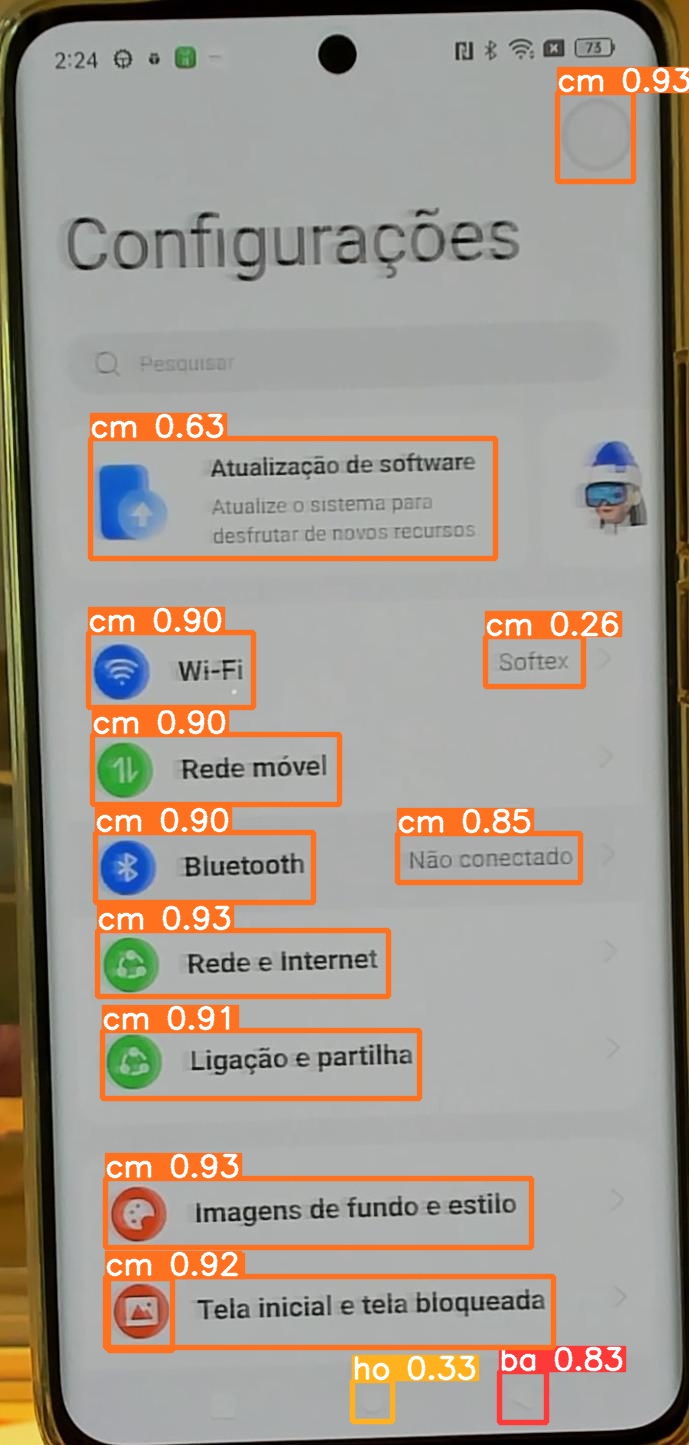 2:24 73
cm 0.93
Configurações
Pesquisar
cm 0.63
Atualização de software
Atualize o sistema para
desfrutar de novos recursos
cm 0.90
cm 0.26
Wi-Fi
Softex
cm 0.90
Rede móvel
cm 0.90
cm 0.85
Bluetooth
Não conectado
cm 0.93
Rede e Internet
cm 0.91
Ligação e partilha
cm 0.93
Imagens de fundo e estilo
cm 0.92
Tela inicial e tela bloqueada
ho 0.33
ba 0.83